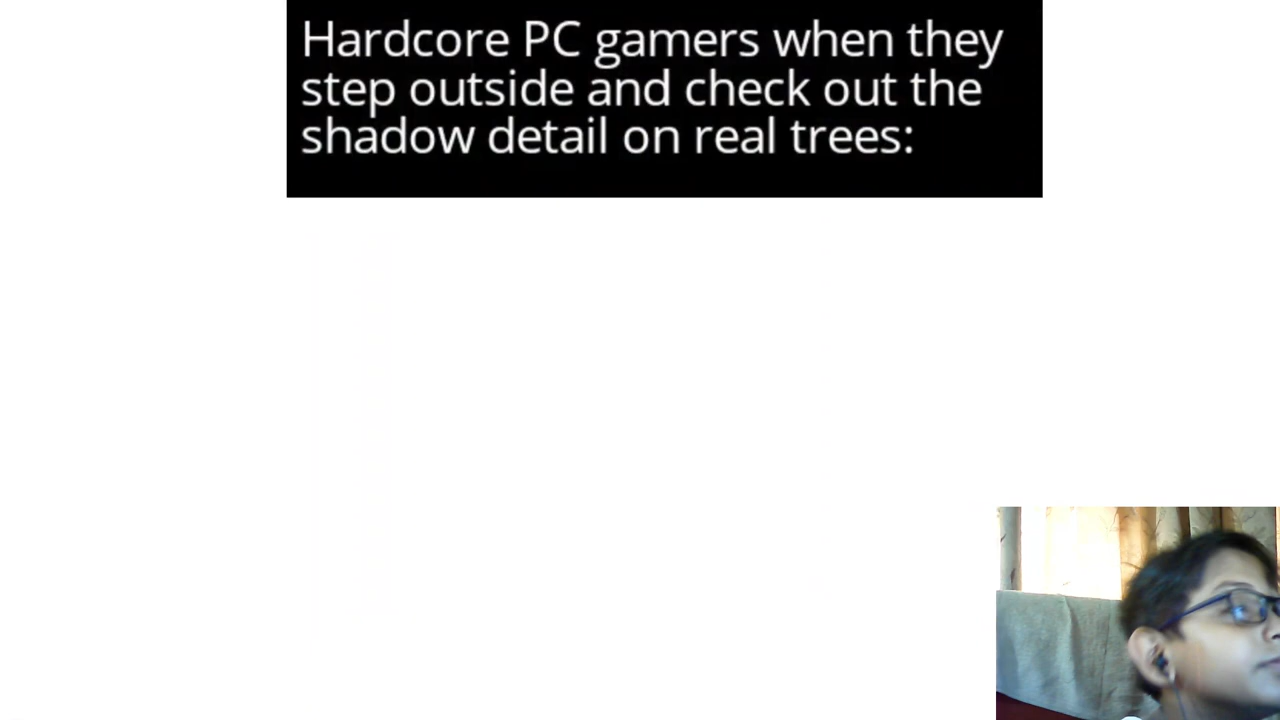 Hardcore PC gamers when they
step outside and check out the
shadow detail on real trees: